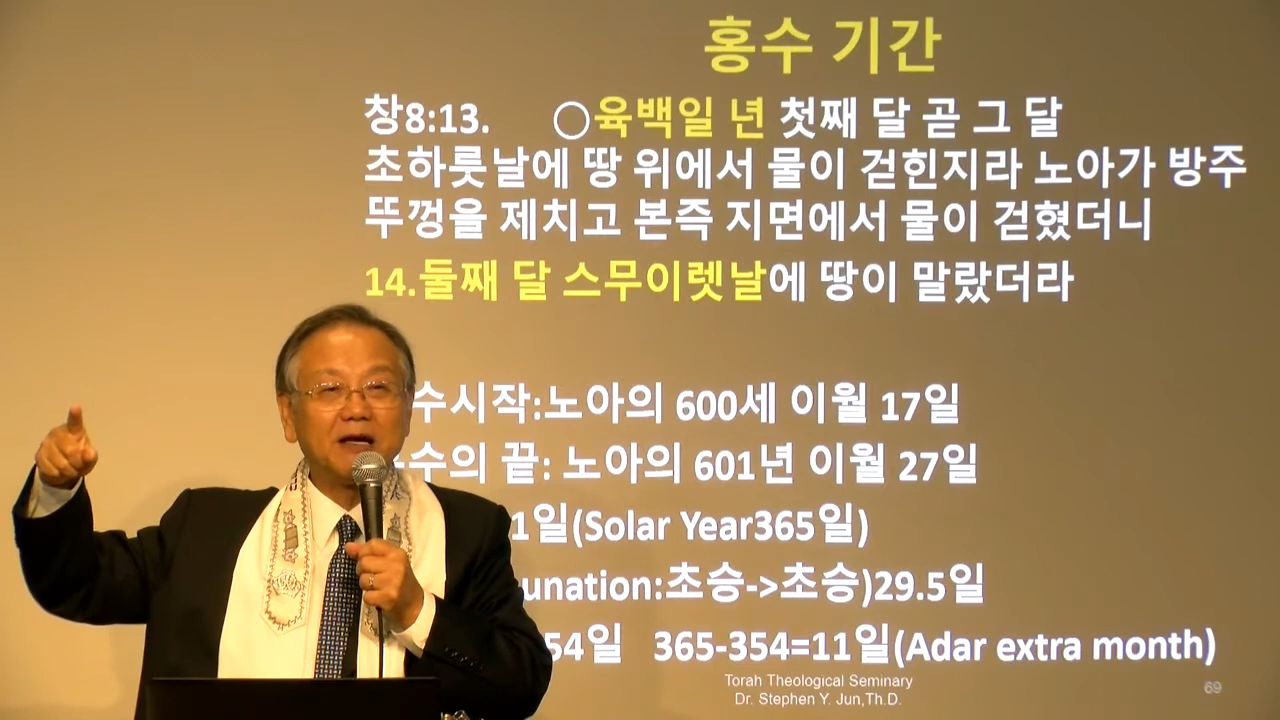 홍수 기간
창8:13. ○육백일 년 첫째 달 곧 그 달
초하룻날에 땅 위에서 물이 걷힌지라 노아가 방주
뚜껑을 제치고 본즉 지면에서 물이 걷혔더니
14.둘째 달 스무이렛날에 땅이 말랐더라
수시작:노아의 600세 이월 17일
수의 끝: 노아의 601년 이월 27일
1일(Solar Year365일)
unation:초승->초승)29.5일
54일 365-354=11일(Adar extra month)
Torah Theological Seminary
Dr. Stephen Y. Jun,Th.D.
69